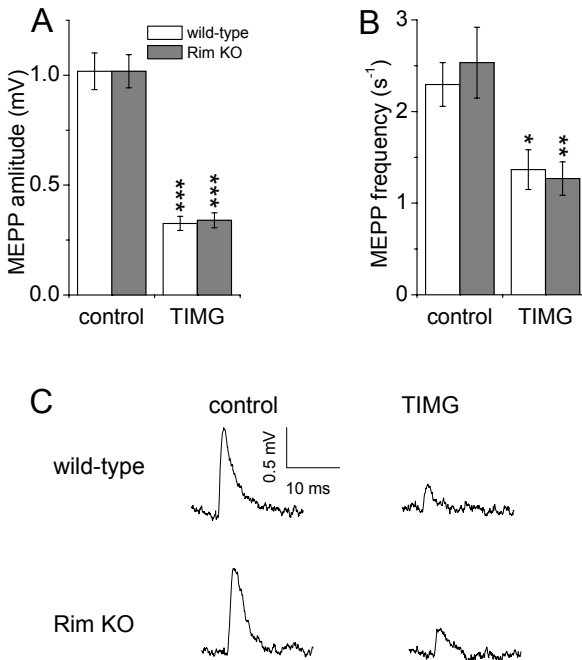 A
wild-type
Rim KO
MEPP amlitude (mV)
1.0
0.5
0.0
***
***
control
TIMG
B
MEPP frequency (s-1)
3
2
1
0
*
**
control
TIMG
C
control
TIMG
wild-type
0.5 mV
10 ms
Rim KO